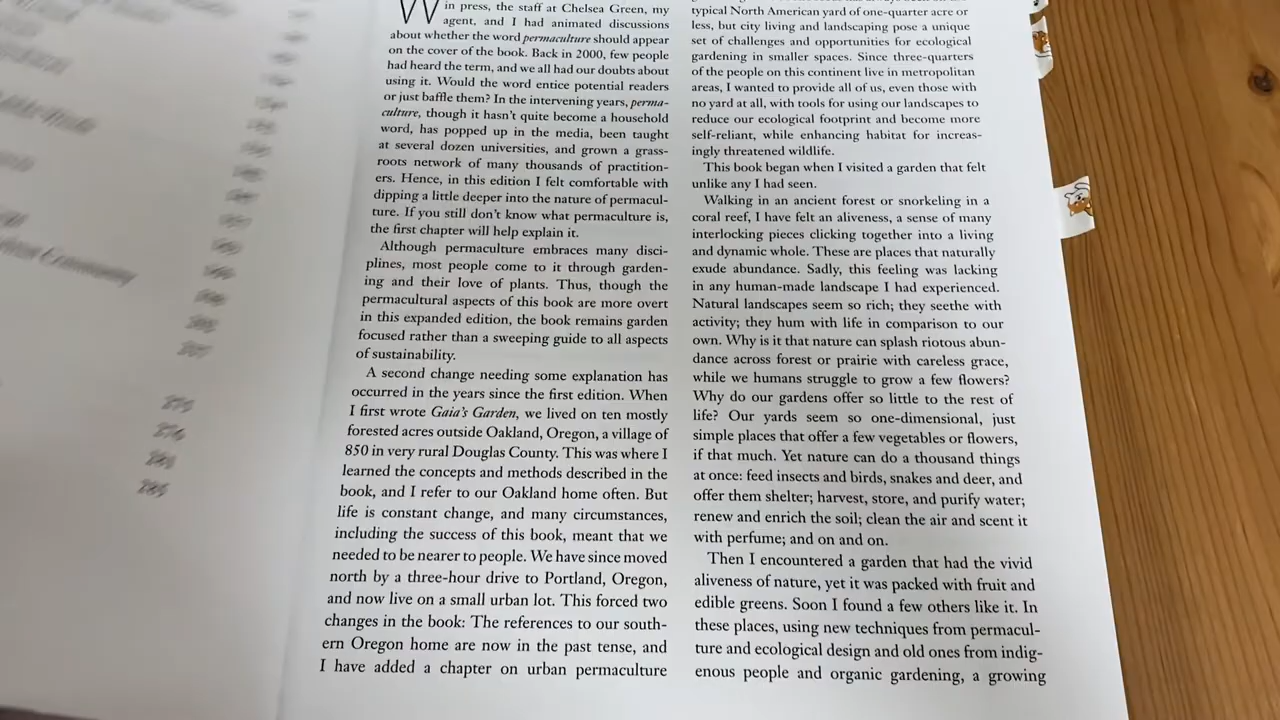 W
in press, the staff at Chelsea Green, my
agent, and I had animated discussions
about whether the word permaculture should appear
on the cover of the book. Back in 2000, few people
had heard the term, and we all had our doubts about
using it. Would the word entice potential readers
or just baffle them? In the intervening years, perma-
culture, though it hasn't quite become a household
word, has popped up in the media, been taught
at several dozen universities, and grown a grass-
roots network of many thousands of practition-
ers. Hence, in this edition I felt comfortable with
dipping a little deeper into the nature of permacul-
ture. If you still don't know what permaculture is,
the first chapter will help explain it.
Although permaculture embraces many disci-
plines, most people come to it through garden-
ing and their love of plants. Thus, though the
permacultural aspects of this book are more overt
in this expanded edition, the book remains garden
focused rather than a sweeping guide to all aspects
of sustainability.
A second change needing some explanation has
occurred in the years since the first edition. When
I first wrote Gaia's Garden, we lived on ten mostly
forested acres outside Oakland, Oregon, a village of
850 in very rural Douglas County. This was where I
learned the concepts and methods described in the
book, and I refer to our Oakland home often. But
life is constant change, and many circumstances,
including the success of this book, meant that we
needed to be nearer to people. We have since moved
north by a three-hour drive to Portland, Oregon,
and now live on a small urban lot. This forced two
changes in the book: The references to our south-
ern Oregon home are now in the past tense, and
I have added a chapter on urban permaculture
typical North American yard of one-quarter acre or
less, but city living and landscaping pose a unique
set of challenges and opportunities for ecological
gardening in smaller spaces. Since three-quarters
of the people on this continent live in metropolitan
areas, I wanted to provide all of us, even those with
no yard at all, with tools for using our landscapes to
reduce our ecological footprint and become more
self-reliant, while enhancing habitat for increas-
ingly threatened wildlife.
This book began when I visited a garden that felt
unlike any I had seen.
Walking in an ancient forest or snorkeling in a
coral reef, I have felt an aliveness, a sense of many
interlocking pieces clicking together into a living
and dynamic whole. These are places that naturally
exude abundance. Sadly, this feeling was lacking
in any human-made landscape I had experienced.
Natural landscapes seem so rich; they seethe with
activity; they hum with life in comparison to our
own. Why is it that nature can splash riotous abun-
dance across forest or prairie with careless grace,
while we humans struggle to grow a few flowers?
Why do our gardens offer so little to the rest of
life? Our yards seem so one-dimensional, just
simple places that offer a few vegetables or flowers,
if that much. Yet nature can do a thousand things
at once: feed insects and birds, snakes and deer, and
offer them shelter; harvest, store, and purify water;
renew and enrich the soil; clean the air and scent it
with perfume; and on and on.
Then I encountered a garden that had the vivid
aliveness of nature, yet it was packed with fruit and
edible greens. Soon I found a few others like it. In
these places, using new techniques from permacul-
ture and ecological design and old ones from indig-
enous people and organic gardening, a growing